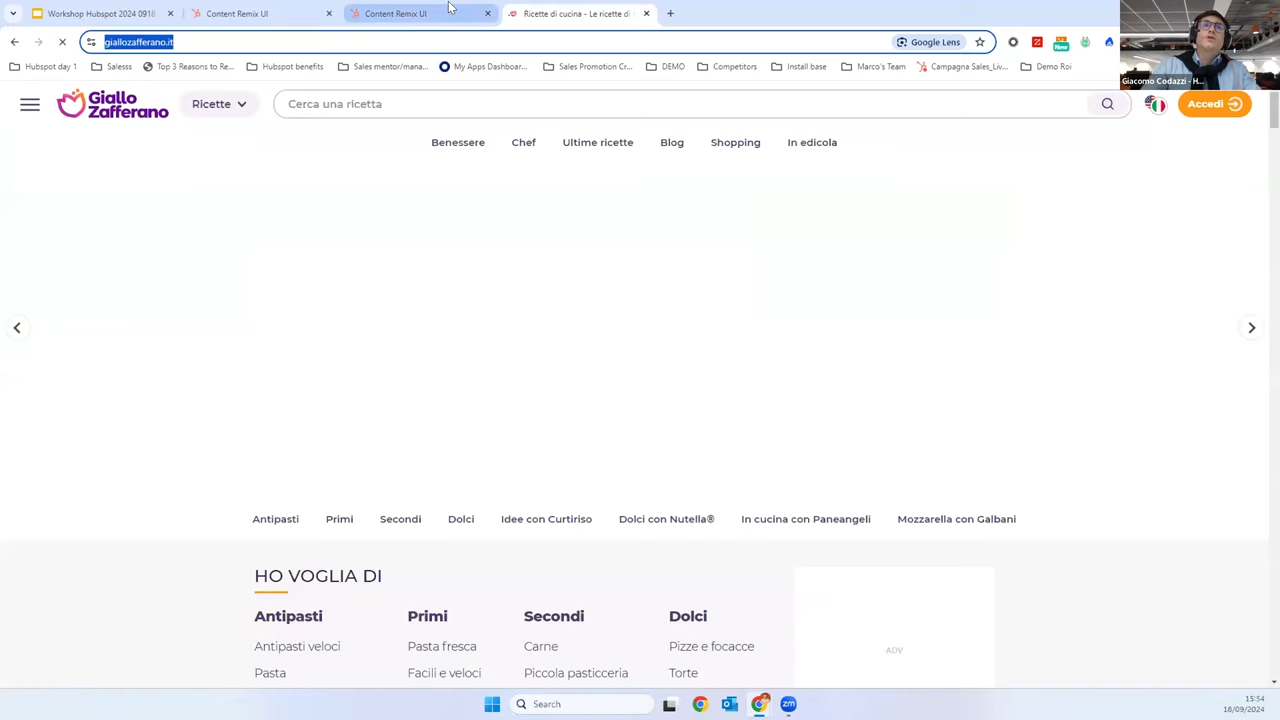 Workshop Hubspot 2024 0918
Content Remix UI
Content Remix UI
Ricette di cucina - Le ricette di
giallozafferano.it
Google Lens
New
Hubspot day 1
Salesss
Top 3 Reasons to Re...
Hubspot benefits
Sales mentor/mana...
My Apps Dashboar...
Sales Promotion Cr...
DEMO
Competitors
Install base
Marco's Team
Campagna Sales_Liv...
Demo Roi
Giacomo Codazzi - H...
Giallo
Zafferano
Ricette
Cerca una ricetta
Accedi
Benessere
Chef
Ultime ricette
Blog
Shopping
In edicola
Antipasti
Primi
Secondi
Dolci
Idee con Curtiriso
Dolci con Nutella®
In cucina con Paneangeli
Mozzarella con Galbani
HO VOGLIA DI
Antipasti
Primi
Secondi
Dolci
Antipasti veloci
Pasta fresca
Carne
Pizze e focacce
Pasta
Facili e veloci
Piccola pasticceria
Torte
ADV
Search
zm
15:54
18/09/2024